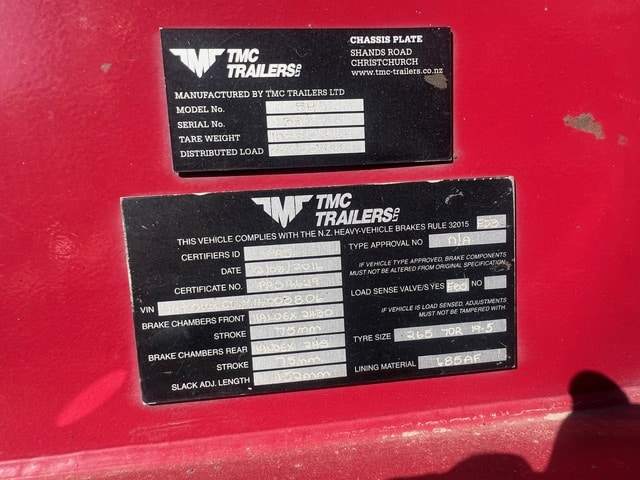 TMC
TRAILERS LTD
CHASSIS PLATE
SHANDS ROAD
CHRISTCHURCH
www.tmc-trailers.co.nz
MANUFACTURED BY TMC TRAILERS LTD
MODEL No.
SERIAL No.
TARE WEIGHT
DISTRIBUTED LOAD
TMC
TRAILERS LTD
THIS VEHICLE COMPLIES WITH THE N.Z. HEAVY-VEHICLE BRAKES RULE 32015
CERTIFIERS ID
DATE
CERTIFICATE No.
VIN
BRAKE CHAMBERS FRONT HALDEX 2430
STROKE 75mm
BRAKE CHAMBERS REAR HALDEX
STROKE 75mm
SLACK ADJ. LENGTH
TYPE APPROVAL NO N/A
IF VEHICLE TYPE APPROVED, BRAKE COMPONENTS
MUST NOT BE ALTERED FROM ORIGINAL SPECIFICATION
LOAD SENSE VALVE/S YES NO
IF VEHICLE IS LOAD SENSED, ADJUSTMENTS
MUST NOT BE TAMPERED WITH.
TYRE SIZE 265 70R 19.5
LINING MATERIAL